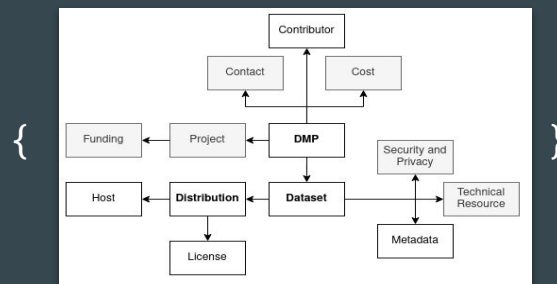 Contributor
Contact
Cost
Funding
Project
DMP
Security and
Privacy
Host
Distribution
Dataset
Technical
Resource
License
Metadata
{
}